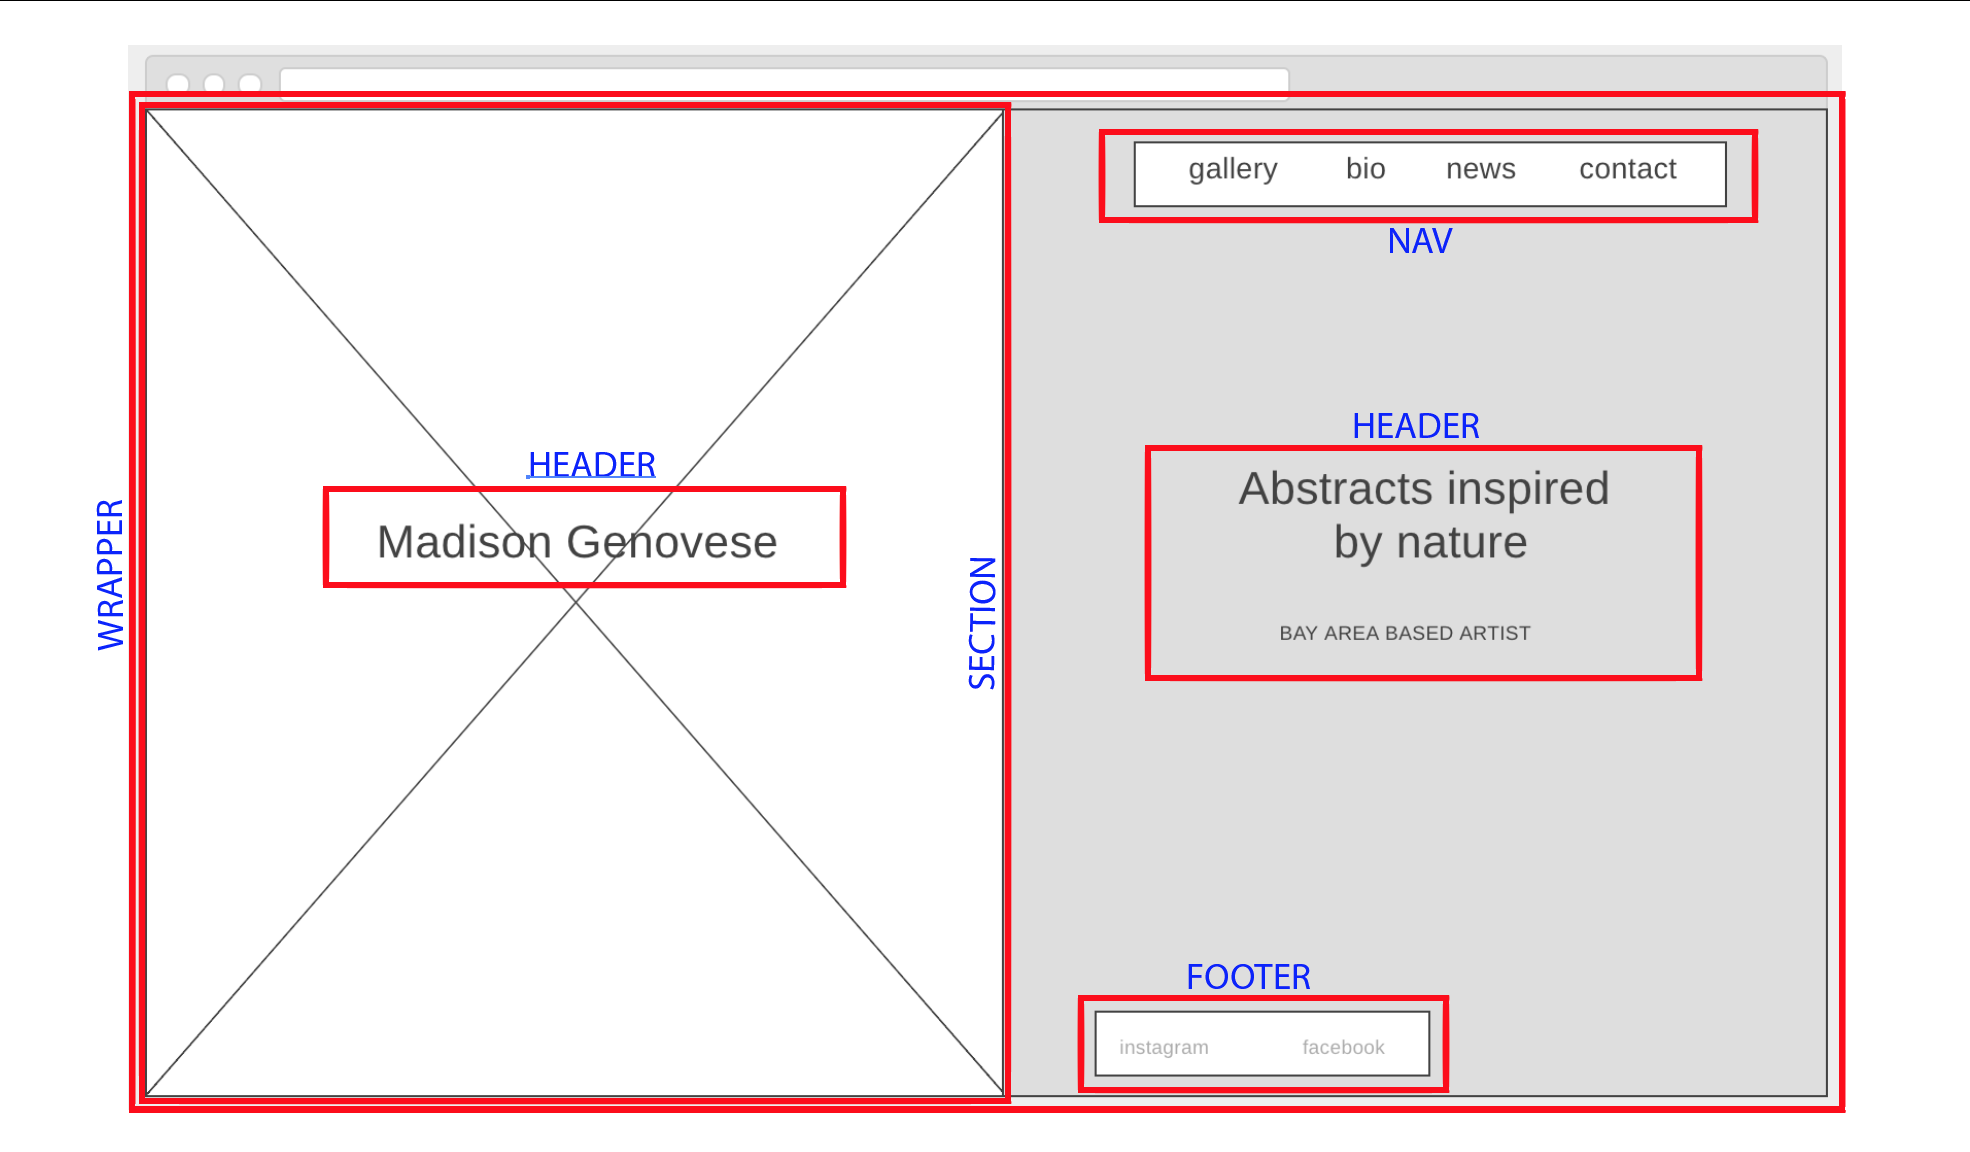 gallery bio news contact
NAV
HEADER
Madison Genovese
WRAPPER
SECTION
HEADER
Abstracts inspired
by nature
BAY AREA BASED ARTIST
FOOTER
instagram facebook